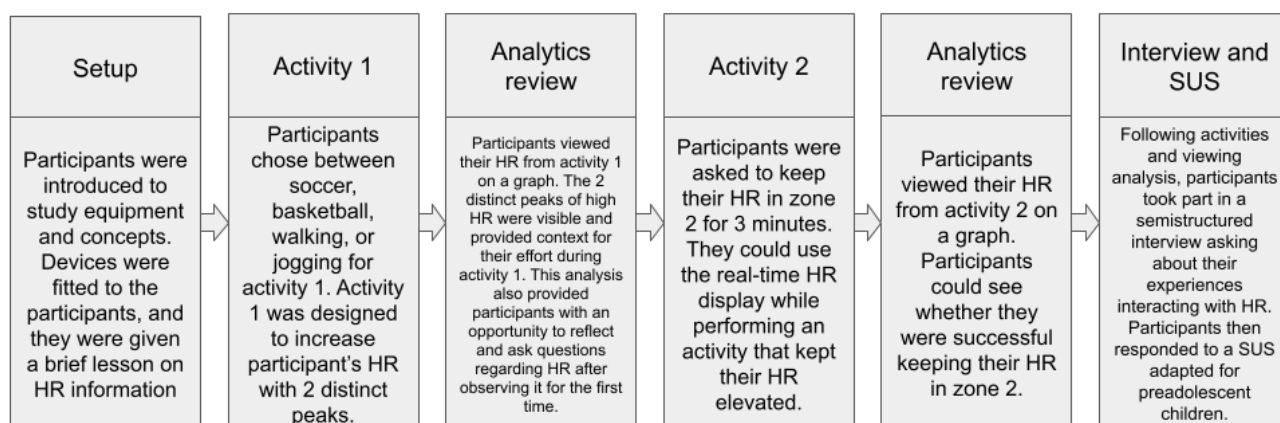 Setup
Participants were
introduced to
study equipment
and concepts.
Devices were
fitted to the
participants, and
they were given
a brief lesson on
HR information
Activity 1
Participants
chose between
soccer,
basketball,
walking, or
jogging for
activity 1. Activity
1 was designed
to increase
participant's HR
with 2 distinct
peaks.
Analytics
review
Participants viewed
their HR from activity 1
on a graph. The 2
distinct peaks of high
HR were visible and
provided context for
their effort during
activity 1. This analysis
also provided
participants with an
opportunity to reflect
and ask questions
regarding HR after
observing it for the first
time.
Activity 2
Participants were
asked to keep
their HR in zone
2 for 3 minutes.
They could use
the real-time HR
display while
performing an
activity that kept
their HR
elevated.
Analytics
review
Participants
viewed their HR
from activity 2 on
a graph.
Participants
could see
whether they
were successful
keeping their HR
in zone 2.
Interview and
SUS
Following activities
and viewing
analysis, participants
took part in a
semistructured
interview asking
about their
experiences
interacting with HR.
Participants then
responded to a SUS
adapted for
preadolescent
children.